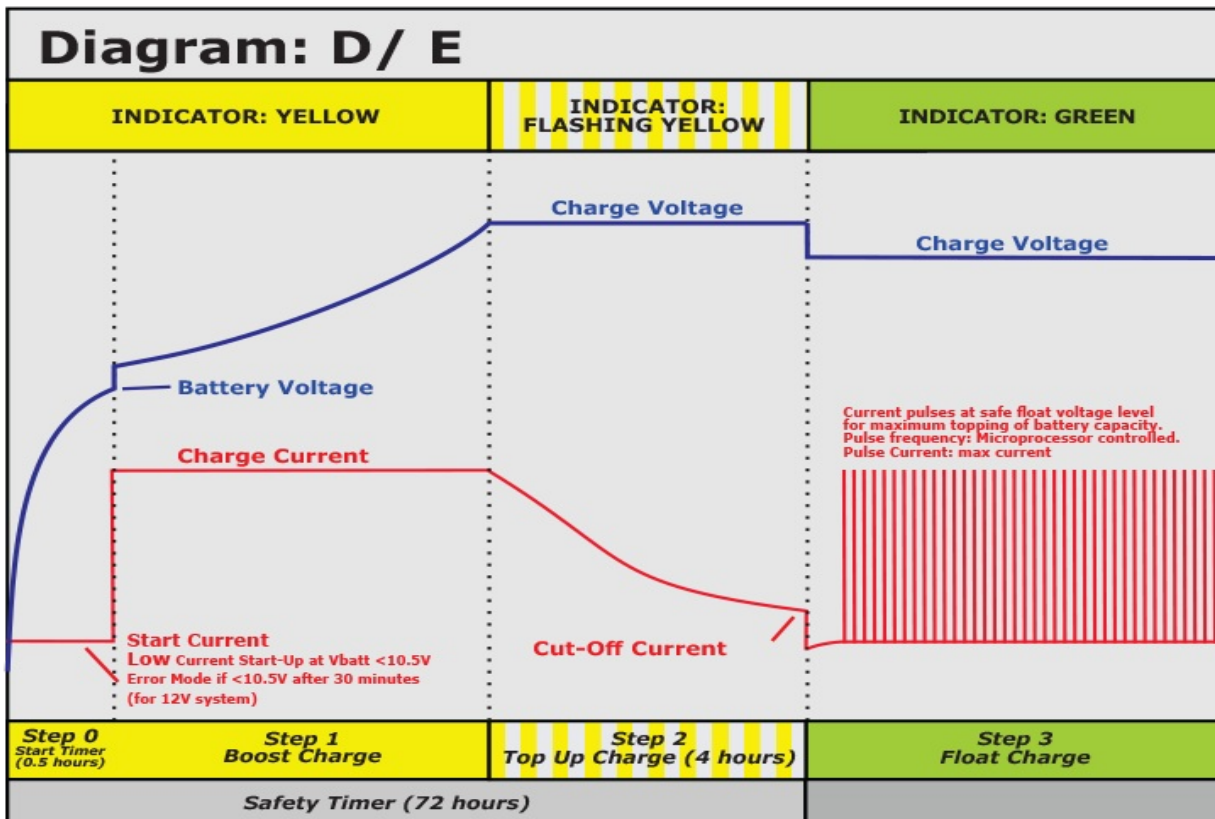 Diagram: D/ E
INDICATOR: YELLOW
INDICATOR:
FLASHING YELLOW
INDICATOR: GREEN
Charge Voltage
Charge Voltage
Battery Voltage
Current pulses at safe float voltage level
for maximum topping of battery capacity.
Pulse frequency: Microprocessor controlled.
Pulse Current: max current
Charge Current
Start Current
Low Current Start-Up at Vbatt <10.5V
Error Mode if <10.5V after 30 minutes
(for 12V system)
Cut-Off Current
Step 0
Start Timer
(0.5 hours)
Step 1
Boost Charge
Step 2
Top Up Charge (4 hours)
Step 3
Float Charge
Safety Timer (72 hours)